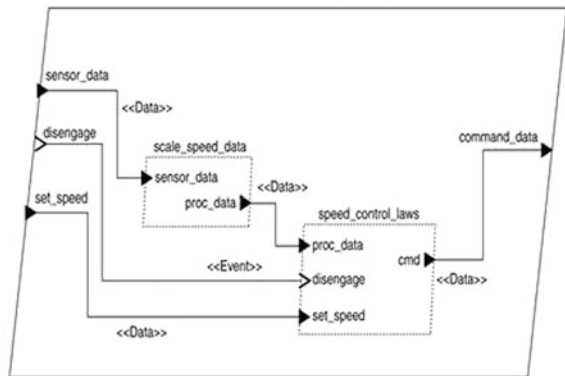 sensor_data
<<Data>>
disengage
command_data
scale_speed_data
sensor_data
<<Data>>
set_speed
proc_data
speed_control_laws
proc_data
cmd
<<Event>>
disengage
<<Data>>
set_speed
<<Data>>